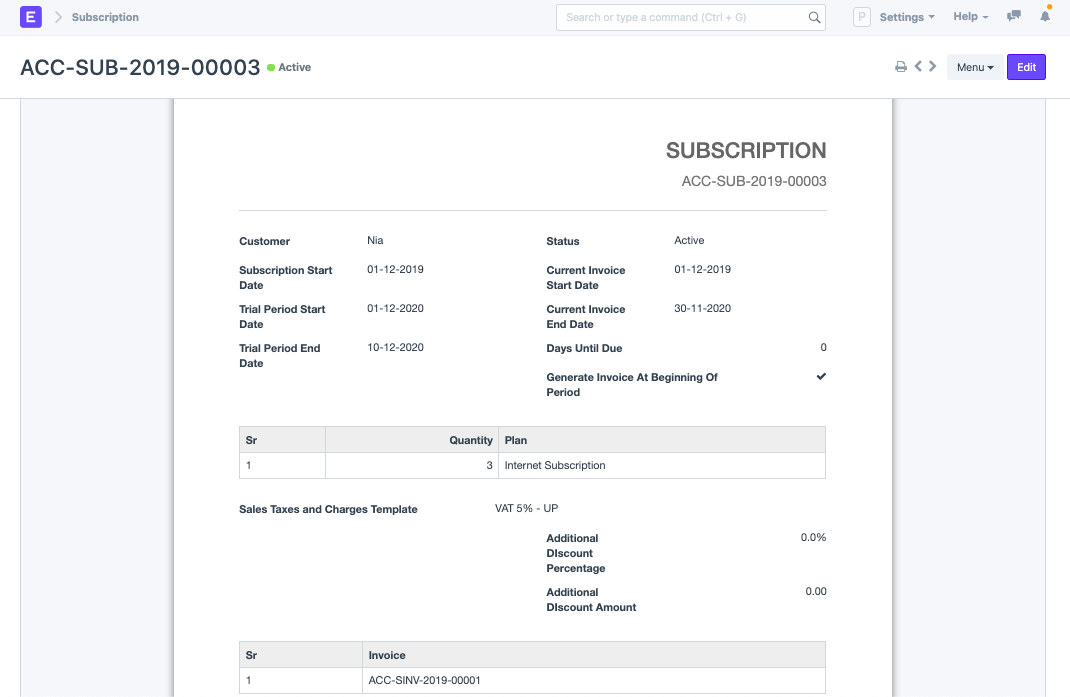 E
Subscription
Search or type a command (Ctrl + G)
P
Settings
Help
ACC-SUB-2019-00003
Active
Menu
Edit
SUBSCRIPTION
ACC-SUB-2019-00003
Customer
Nia
Subscription Start
Date
01-12-2019
Trial Period Start
Date
01-12-2020
Trial Period End
Date
10-12-2020
Status
Active
Current Invoice
Start Date
01-12-2019
Current Invoice
End Date
30-11-2020
Days Until Due
0
Generate Invoice At Beginning Of
Period
Sr Quantity Plan
1 3 Internet Subscription
Sales Taxes and Charges Template
VAT 5% - UP
Additional
DIscount
Percentage
0.0%
Additional
DIscount Amount
0.00
Sr Invoice
1 ACC-SINV-2019-00001